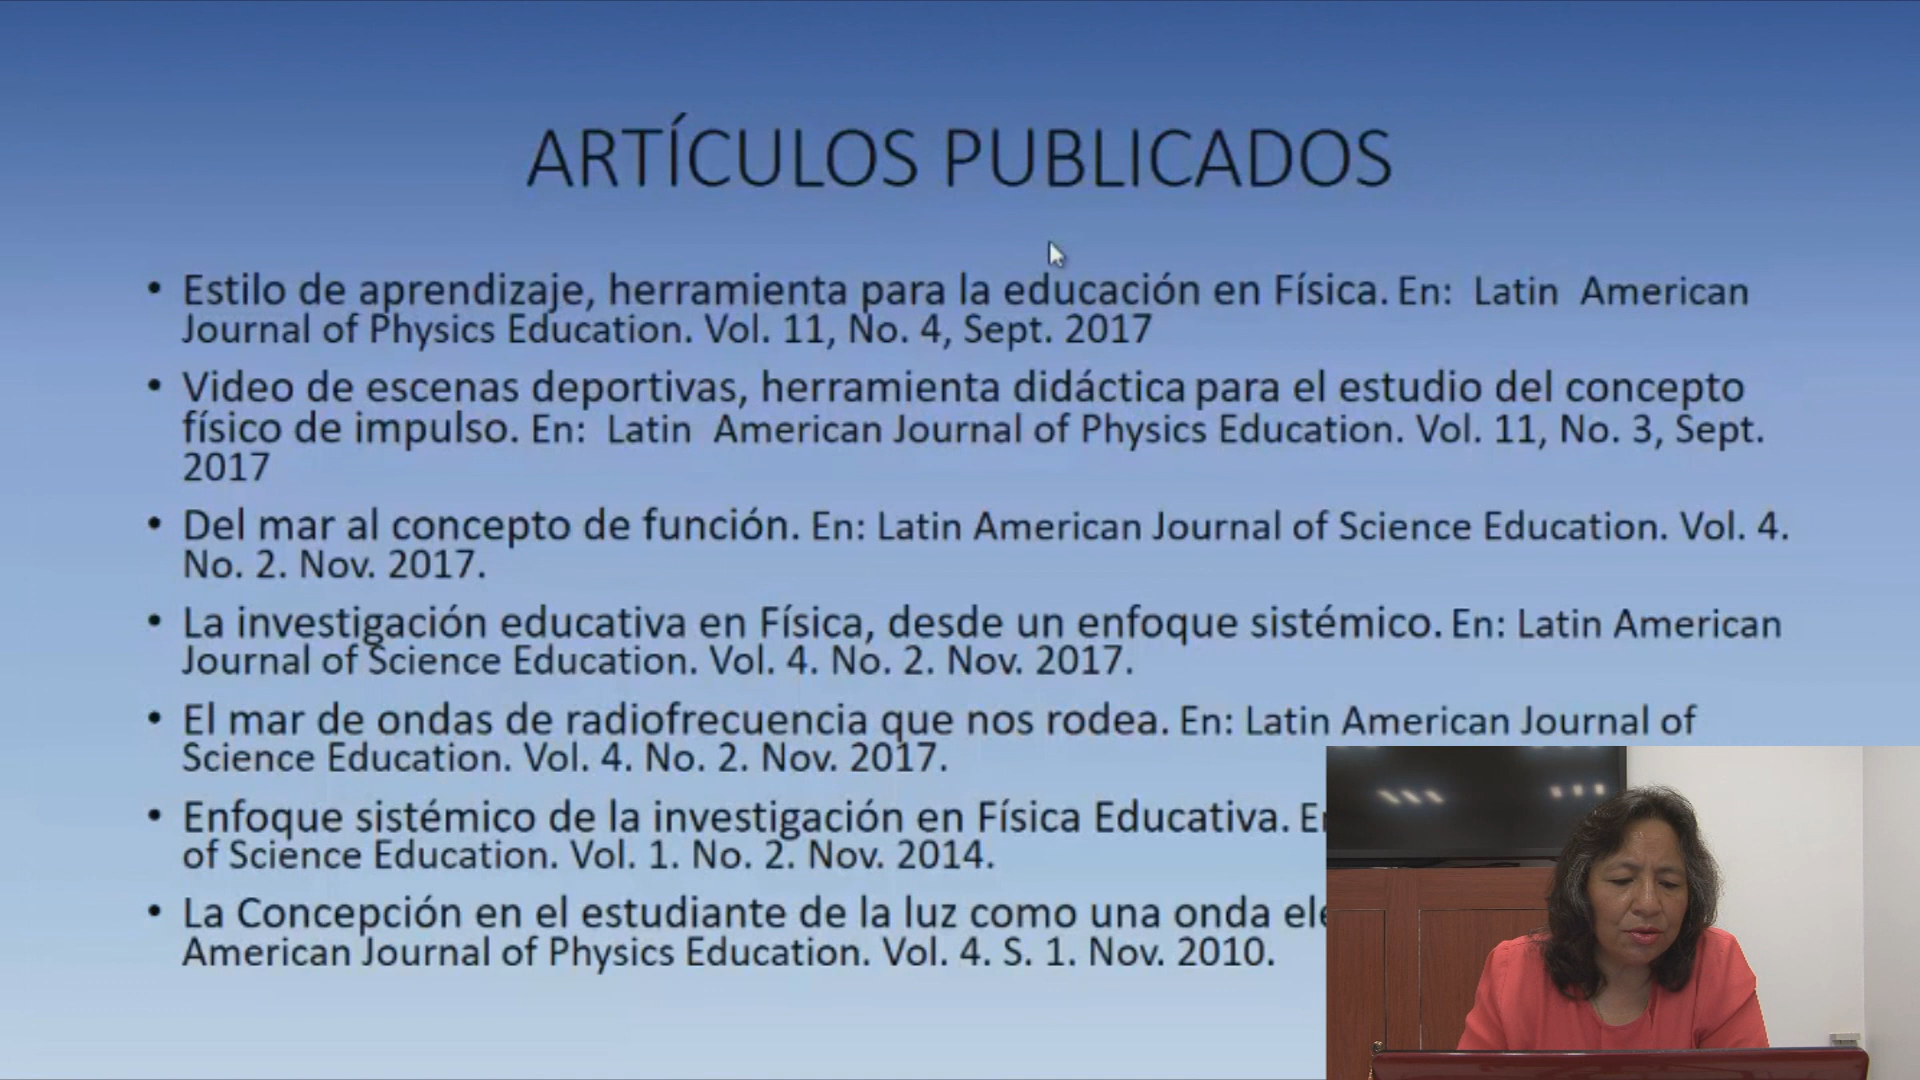 ARTÍCULOS PUBLICADOS
• Estilo de aprendizaje, herramienta para la educación en Física. En: Latin American
Journal of Physics Education. Vol. 11, No. 4, Sept. 2017
• Video de escenas deportivas, herramienta didáctica para el estudio del concepto
físico de impulso. En: Latin American Journal of Physics Education. Vol. 11, No. 3, Sept.
2017
• Del mar al concepto de función. En: Latin American Journal of Science Education. Vol. 4.
No. 2. Nov. 2017.
• La investigación educativa en Física, desde un enfoque sistémico. En: Latin American
Journal of Science Education. Vol. 4. No. 2. Nov. 2017.
• El mar de ondas de radiofrecuencia que nos rodea. En: Latin American Journal of
Science Education. Vol. 4. No. 2. Nov. 2017.
• Enfoque sistémico de la investigación en Física Educativa.
of Science Education. Vol. 1. No. 2. Nov. 2014.
• La Concepción en el estudiante de la luz como una onda
American Journal of Physics Education. Vol. 4. S. 1. Nov. 2010.